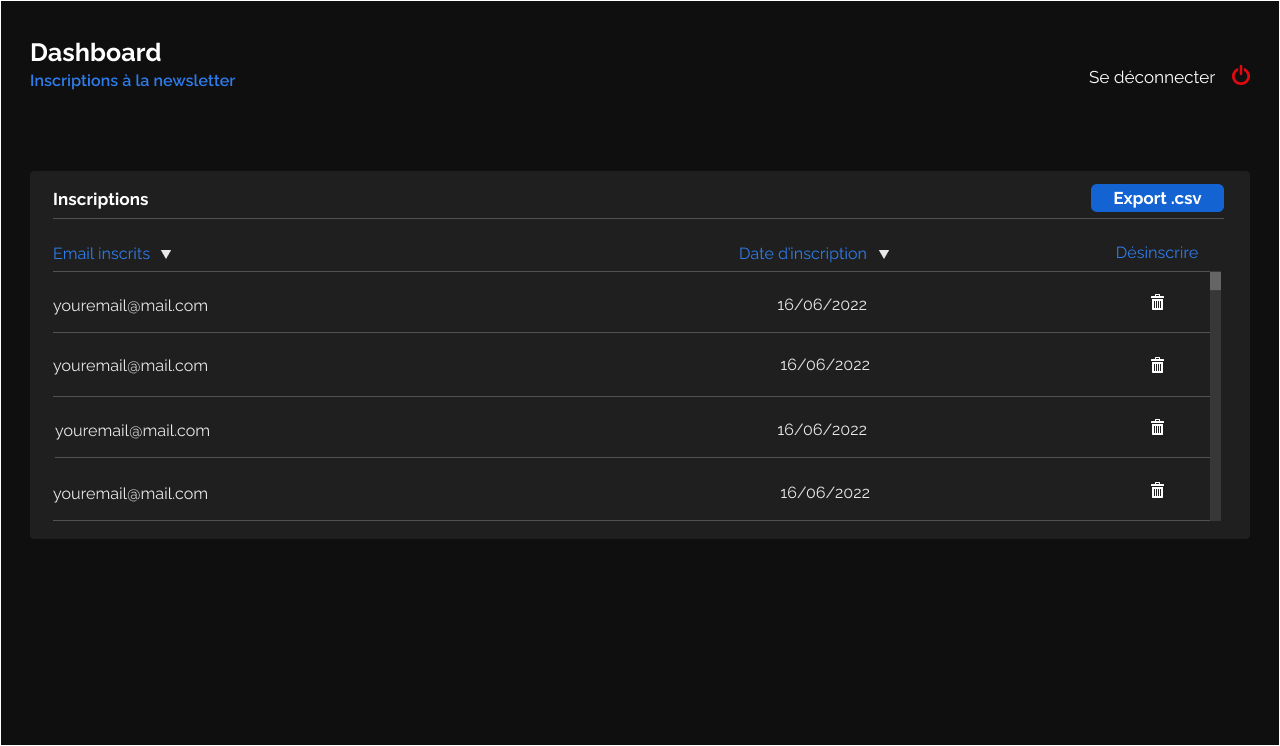 Dashboard
Inscriptions à la newsletter
Se déconnecter
Inscriptions
Export .csv
Email inscrits
Date d'inscription
Désinscrire
youremail@mail.com
16/06/2022
youremail@mail.com
16/06/2022
youremail@mail.com
16/06/2022
youremail@mail.com
16/06/2022